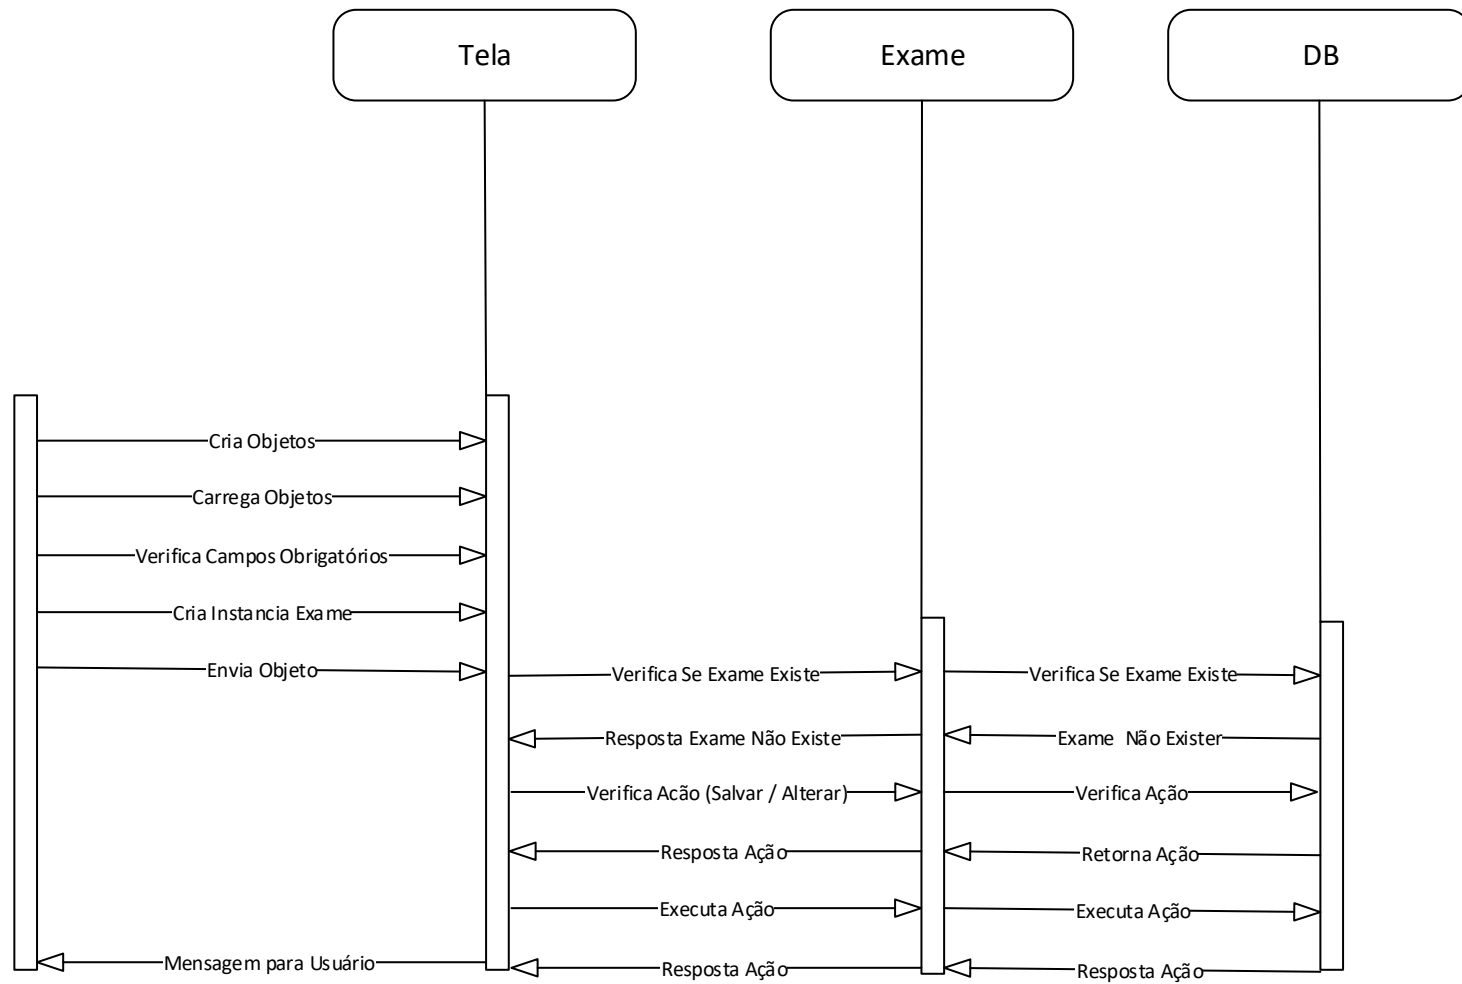 Tela
Exame
DB
Cria Objetos
Carrega Objetos
Verifica Campos Obrigatórios
Cria Instancia Exame
Envia Objeto
Verifica Se Exame Existe
Verifica Se Exame Existe
Resposta Exame Não Existe
Exame Não Exister
Verifica Acão (Salvar / Alterar)
Verifica Ação
Resposta Ação
Retorna Ação
Executa Ação
Executa Ação
Mensagem para Usuário
Resposta Ação
Resposta Ação